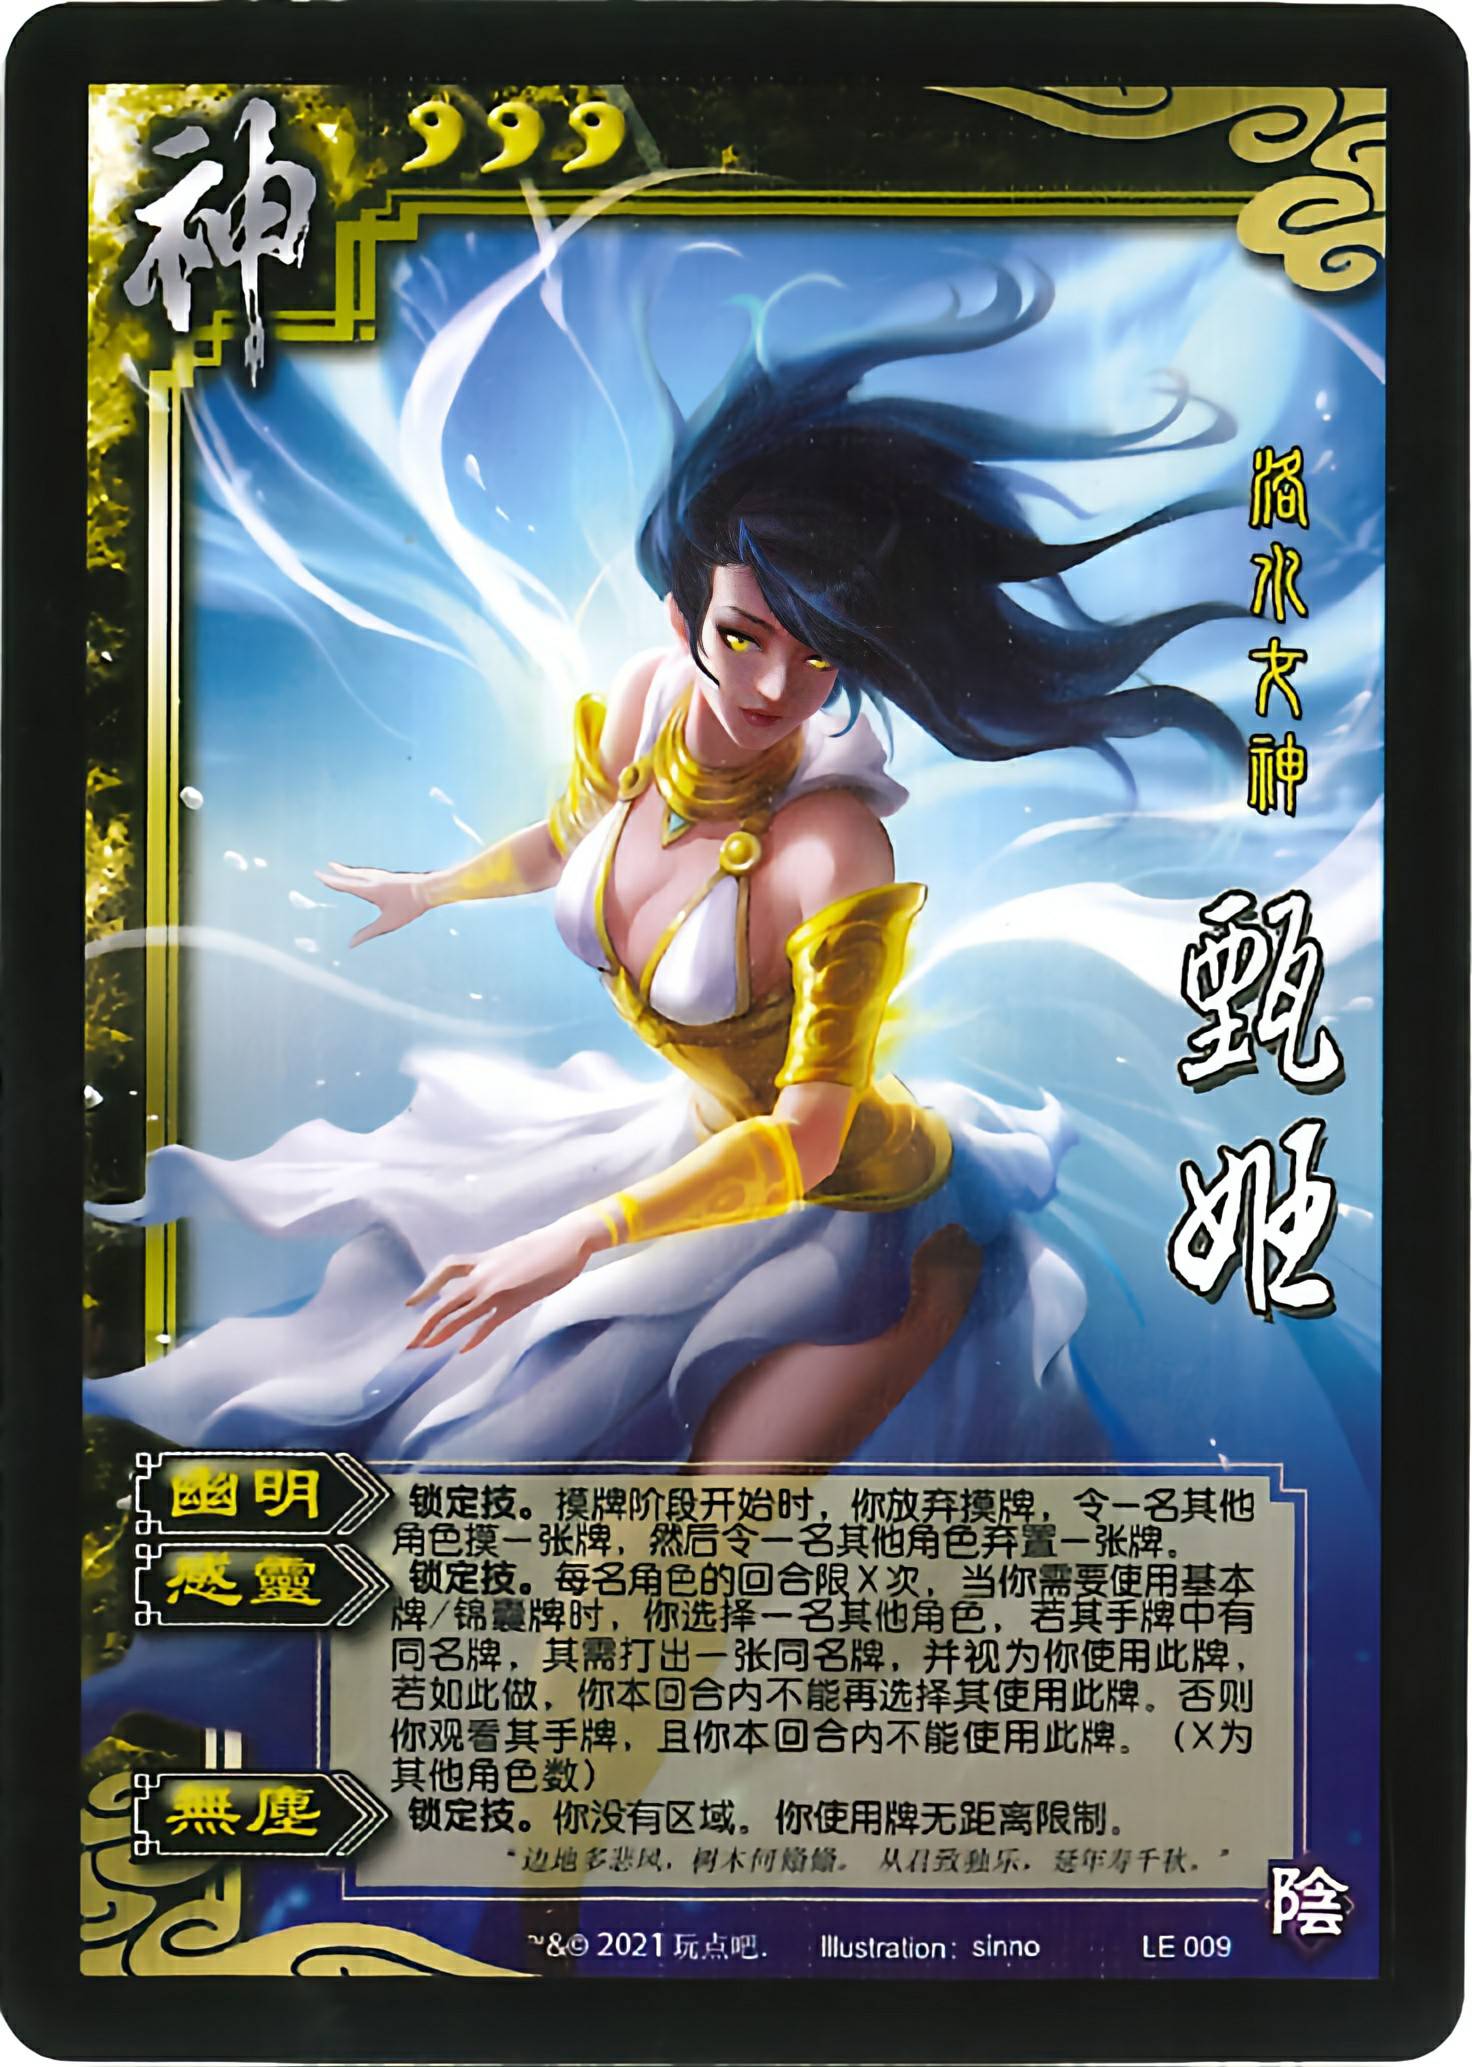 神
洛水女神
甄姬
幽明
锁定技。摸牌阶段开始时，你放弃摸牌，令一名其他
角色摸一张牌，然后令一名其他角色弃置一张牌。
感靈
锁定技。每名角色的回合限X次，当你需要使用基本
牌/锦囊牌时，你选择一名其他角色，若其手牌中有
同名牌，其需打出一张同名牌，并视为你使用此牌，
若如此做，你本回合内不能再选择其使用此牌。否则
你观看其手牌，且你本回合内不能使用此牌。（X为
其他角色数）
無塵
锁定技。你没有区域。你使用牌无距离限制。
“边地多悲风，树木何翛翛。从君致独乐，延年寿千秋。”
陰
~&© 2021 玩点吧.  Illustration: sinno  LE 009